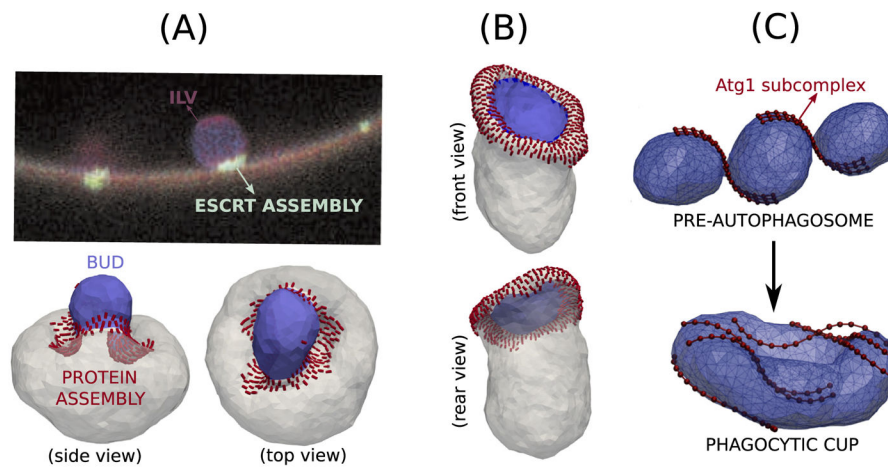 (A)
ILV
ESCRT ASSEMBLY
BUD
PROTEIN
ASSEMBLY
(side view)
(top view)
(B)
(front view)
(rear view)
(C)
Atg1 subcomplex
PRE-AUTOPHAGOSOME
PHAGOCYTIC CUP